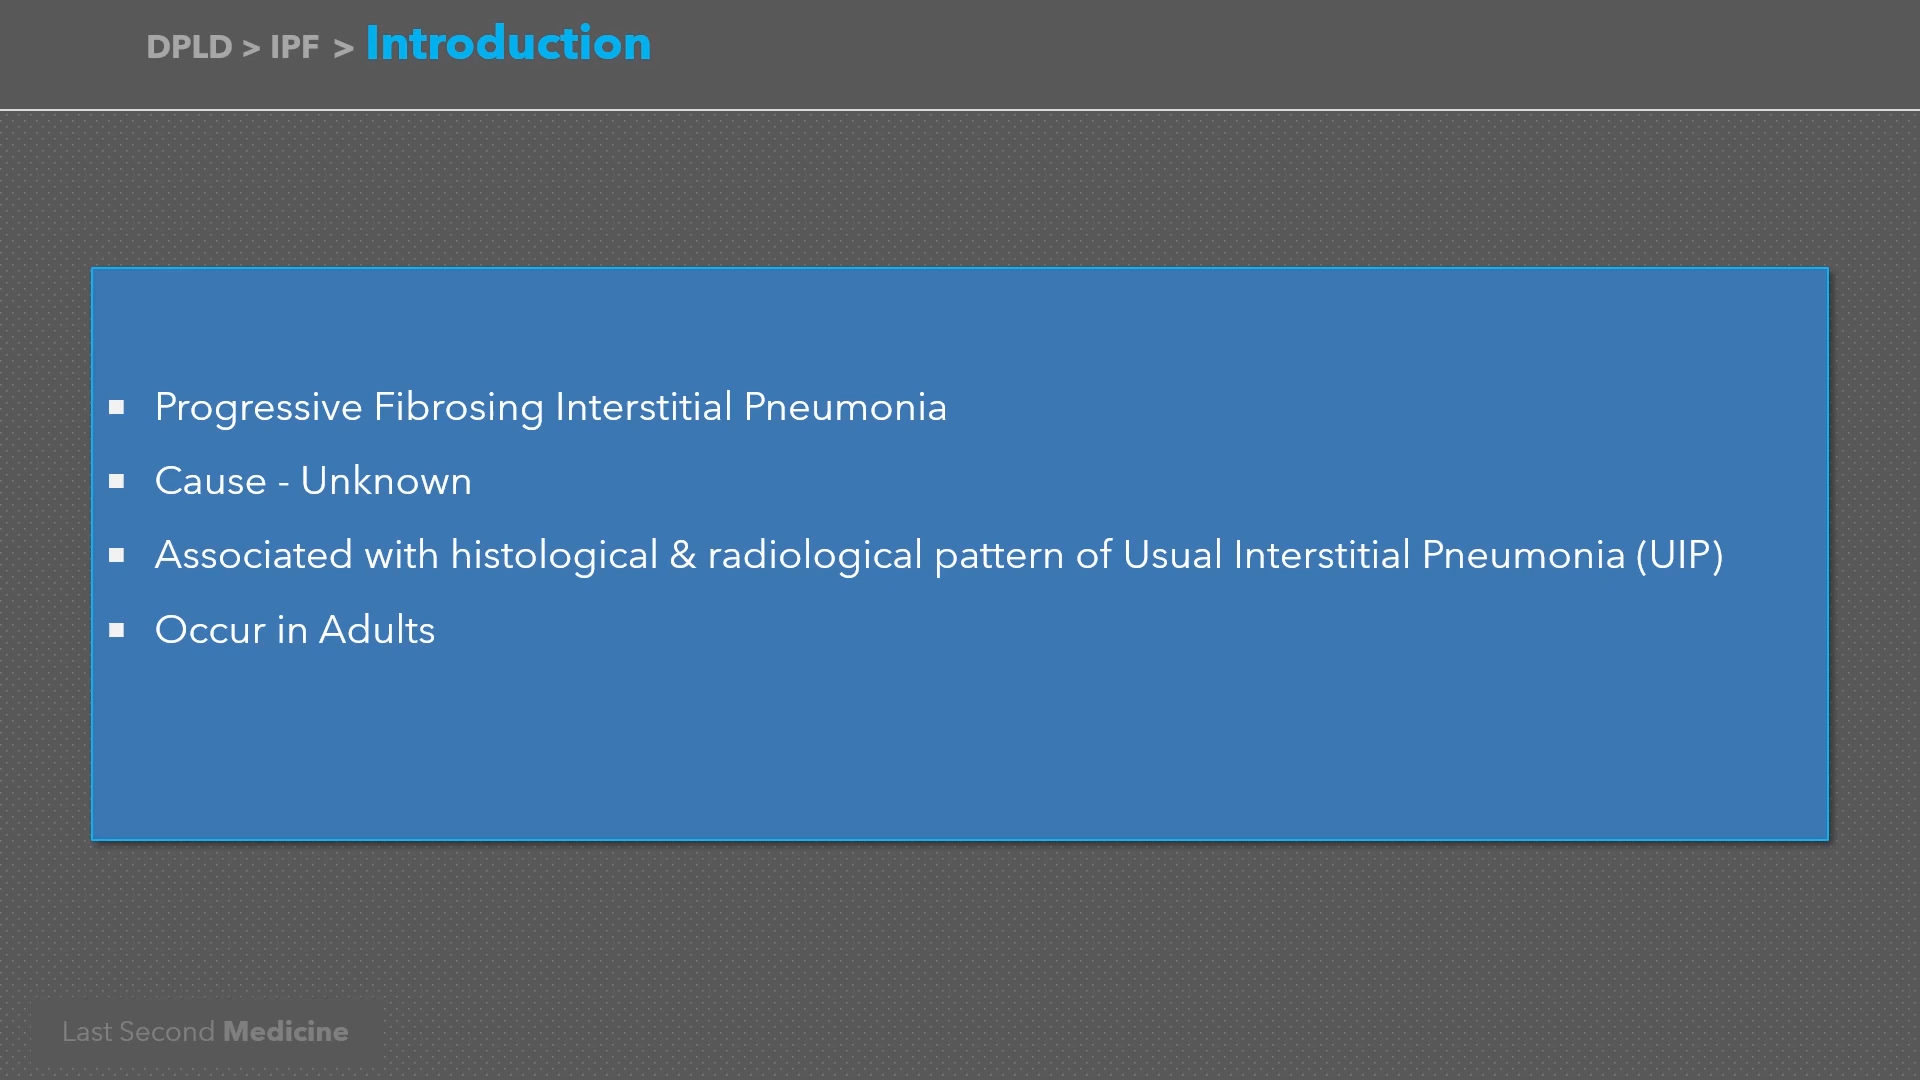 DPLD > IPF > Introduction
Progressive Fibrosing Interstitial Pneumonia
Cause - Unknown
Associated with histological & radiological pattern of Usual Interstitial Pneumonia (UIP)
Occur in Adults
Last Second Medicine